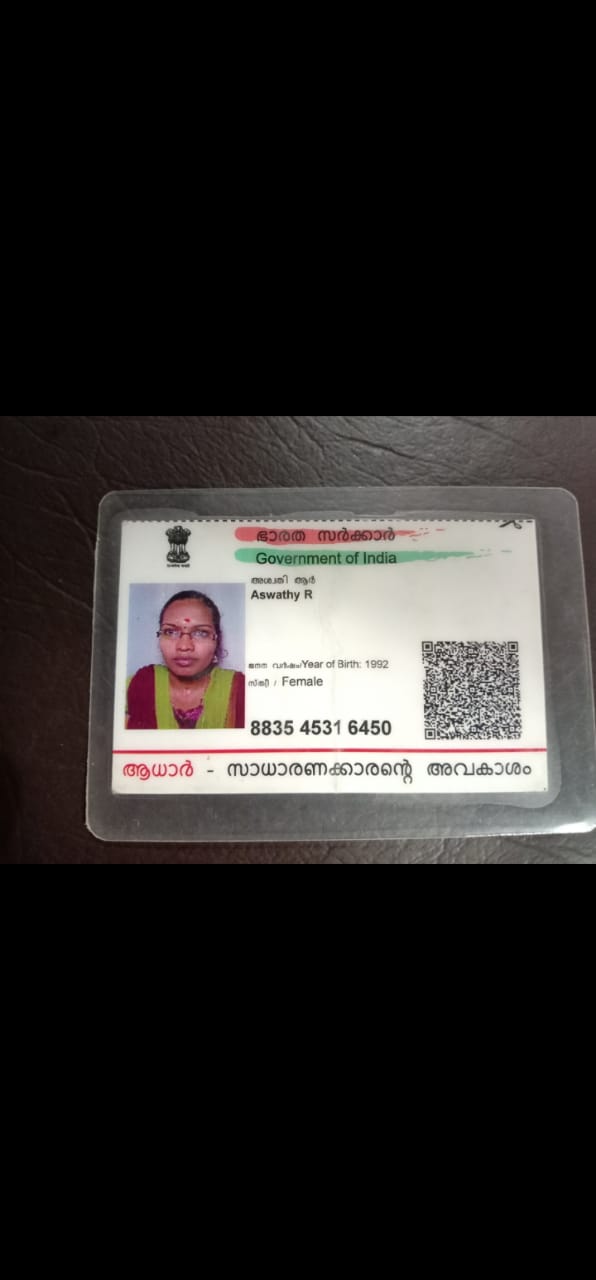 ഭാരത സർക്കാർ
Government of India
അശ്വതി ആർ
Aswathy R
ജനന വർഷം/Year of Birth: 1992
സ്ത്രീ / Female
8835 4531 6450
ആധാർ - സാധാരണക്കാരന്റെ അവകാശം